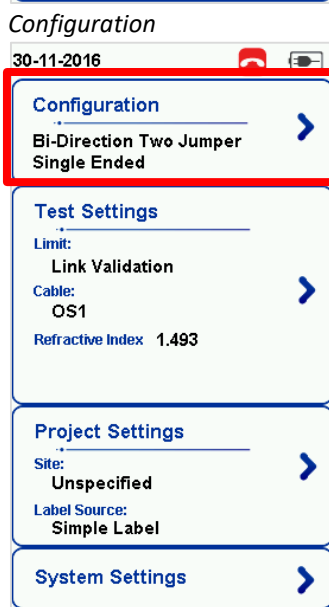 Configuration
30-11-2016
Configuration
Bi-Direction Two Jumper
Single Ended
Test Settings
Limit:
Link Validation
Cable:
OS1
Refractive Index 1.493
Project Settings
Site:
Unspecified
Label Source:
Simple Label
System Settings